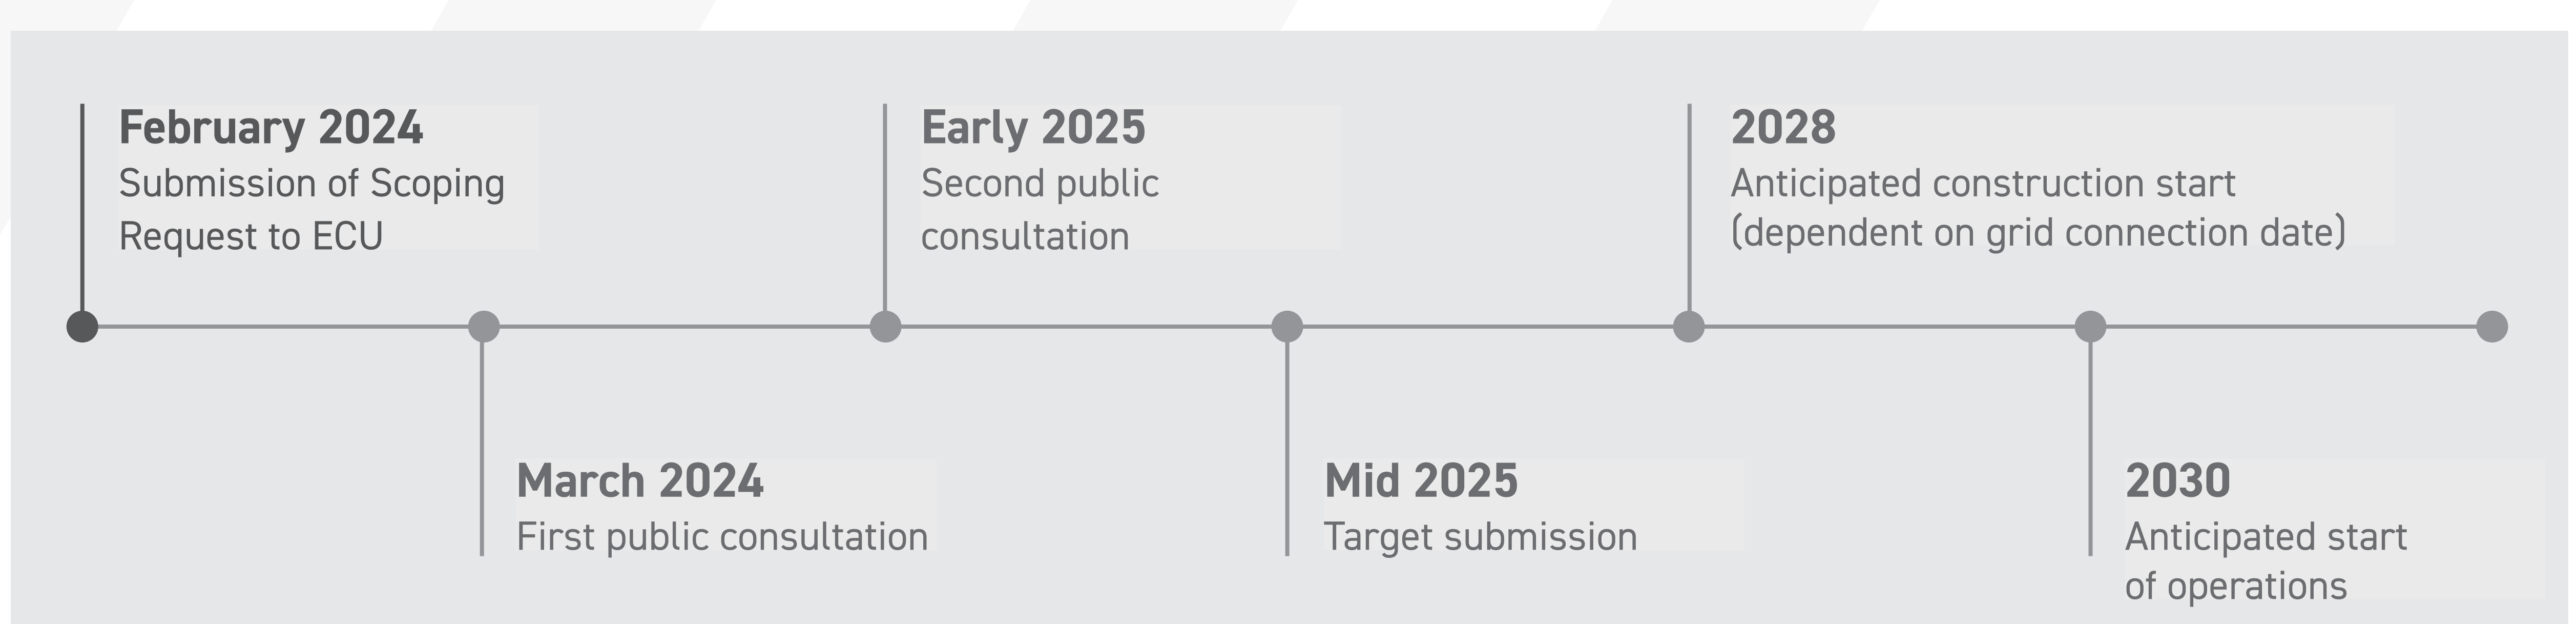 February 2024
Submission of Scoping
Request to ECU
March 2024
First public consultation
Early 2025
Second public
consultation
Mid 2025
Target submission
2028
Anticipated construction start
(dependent on grid connection date)
2030
Anticipated start
of operations